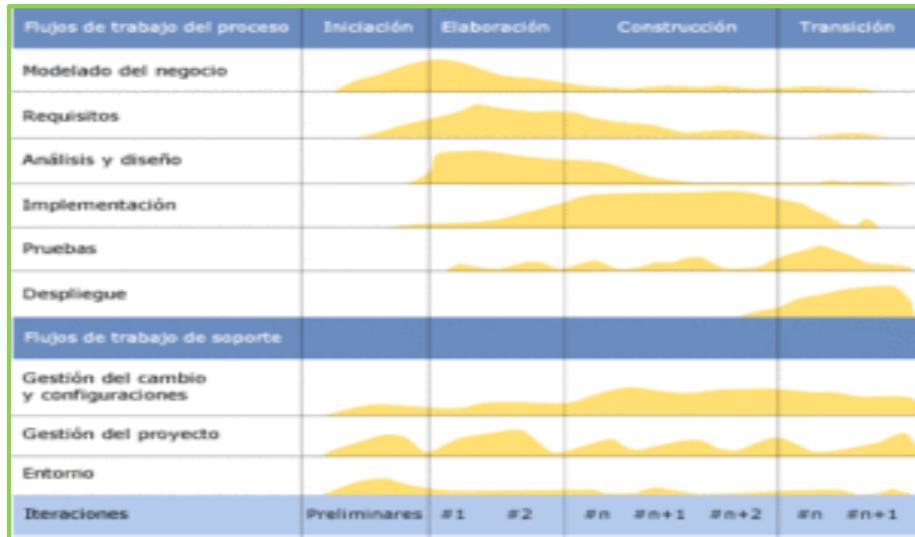 Flujos de trabajo del proceso Iniciación Elaboración Construcción Transición
Modelado del negocio
Requisitos
Análisis y diseño
Implementación
Pruebas
Despliegue
Flujos de trabajo de soporte
Gestión del cambio
y configuraciones
Gestión del proyecto
Entorno
Iteraciones Preliminares #1 #2 #n #n+1 #n+2 #n #n+1